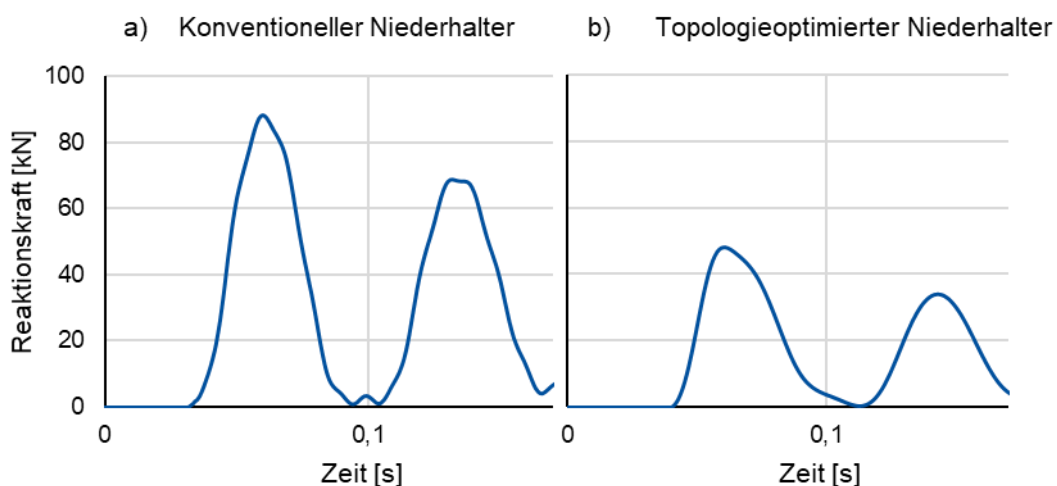 a) Konventioneller Niederhalter
b) Topologieoptimierter Niederhalter
Reaktionskraft [kN]
100
80
60
40
20
0
0
0,1
Zeit [s]
0
0,1
Zeit [s]